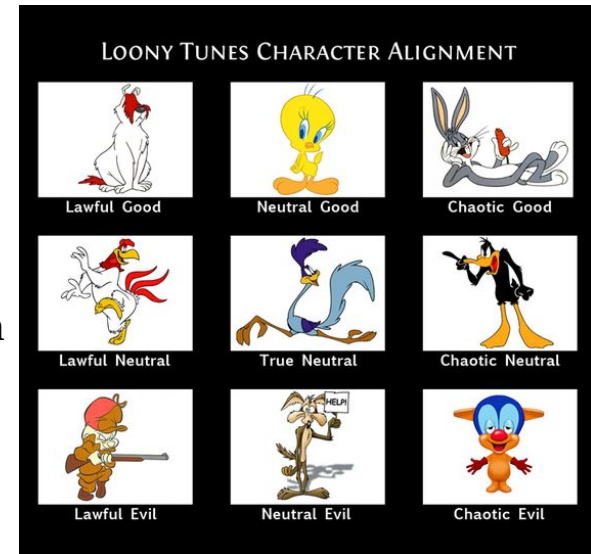 LOONY TUNES CHARACTER ALIGNMENT
Lawful Good
Neutral Good
Chaotic Good
Lawful Neutral
True Neutral
Chaotic Neutral
HELP!
Lawful Evil
Neutral Evil
Chaotic Evil